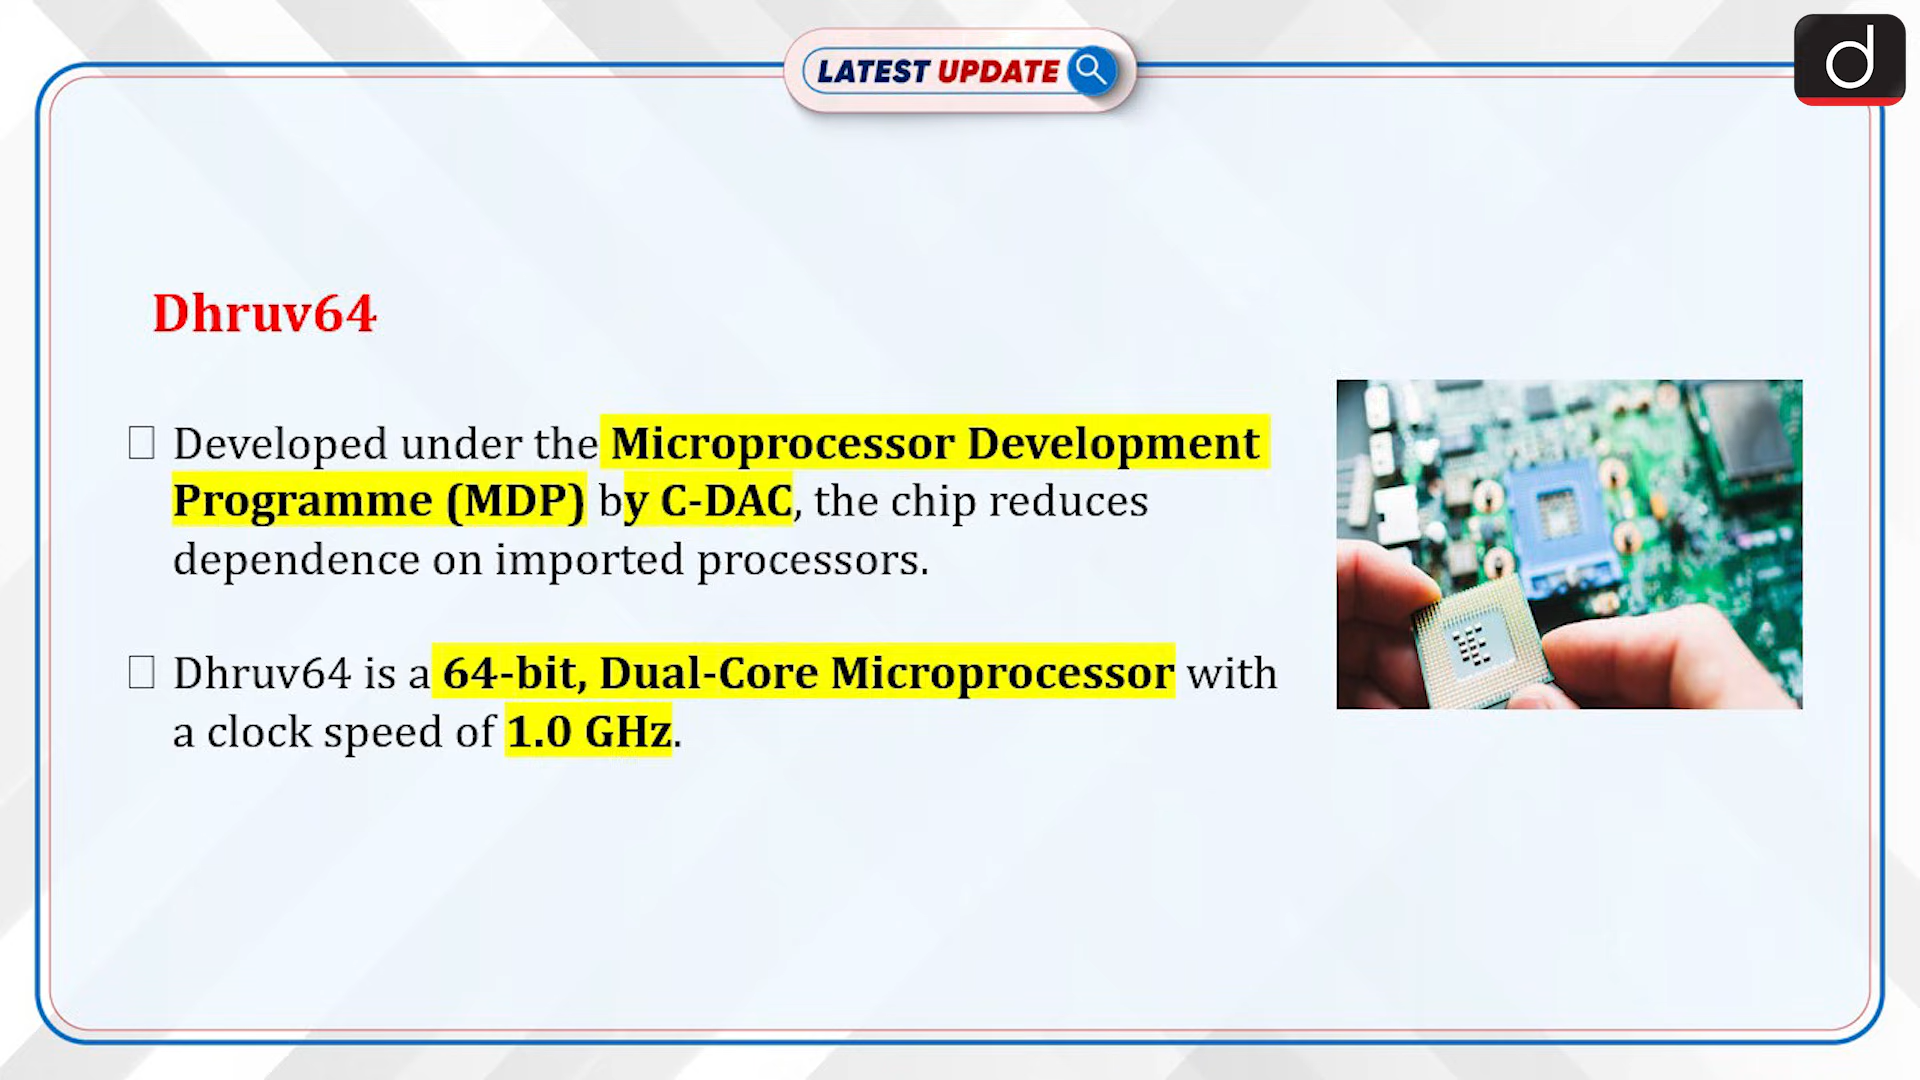 LATEST UPDATE
d
Dhruv64
Developed under the Microprocessor Development
Programme (MDP) by C-DAC, the chip reduces
dependence on imported processors.
Dhruv64 is a 64-bit, Dual-Core Microprocessor with
a clock speed of 1.0 GHz.